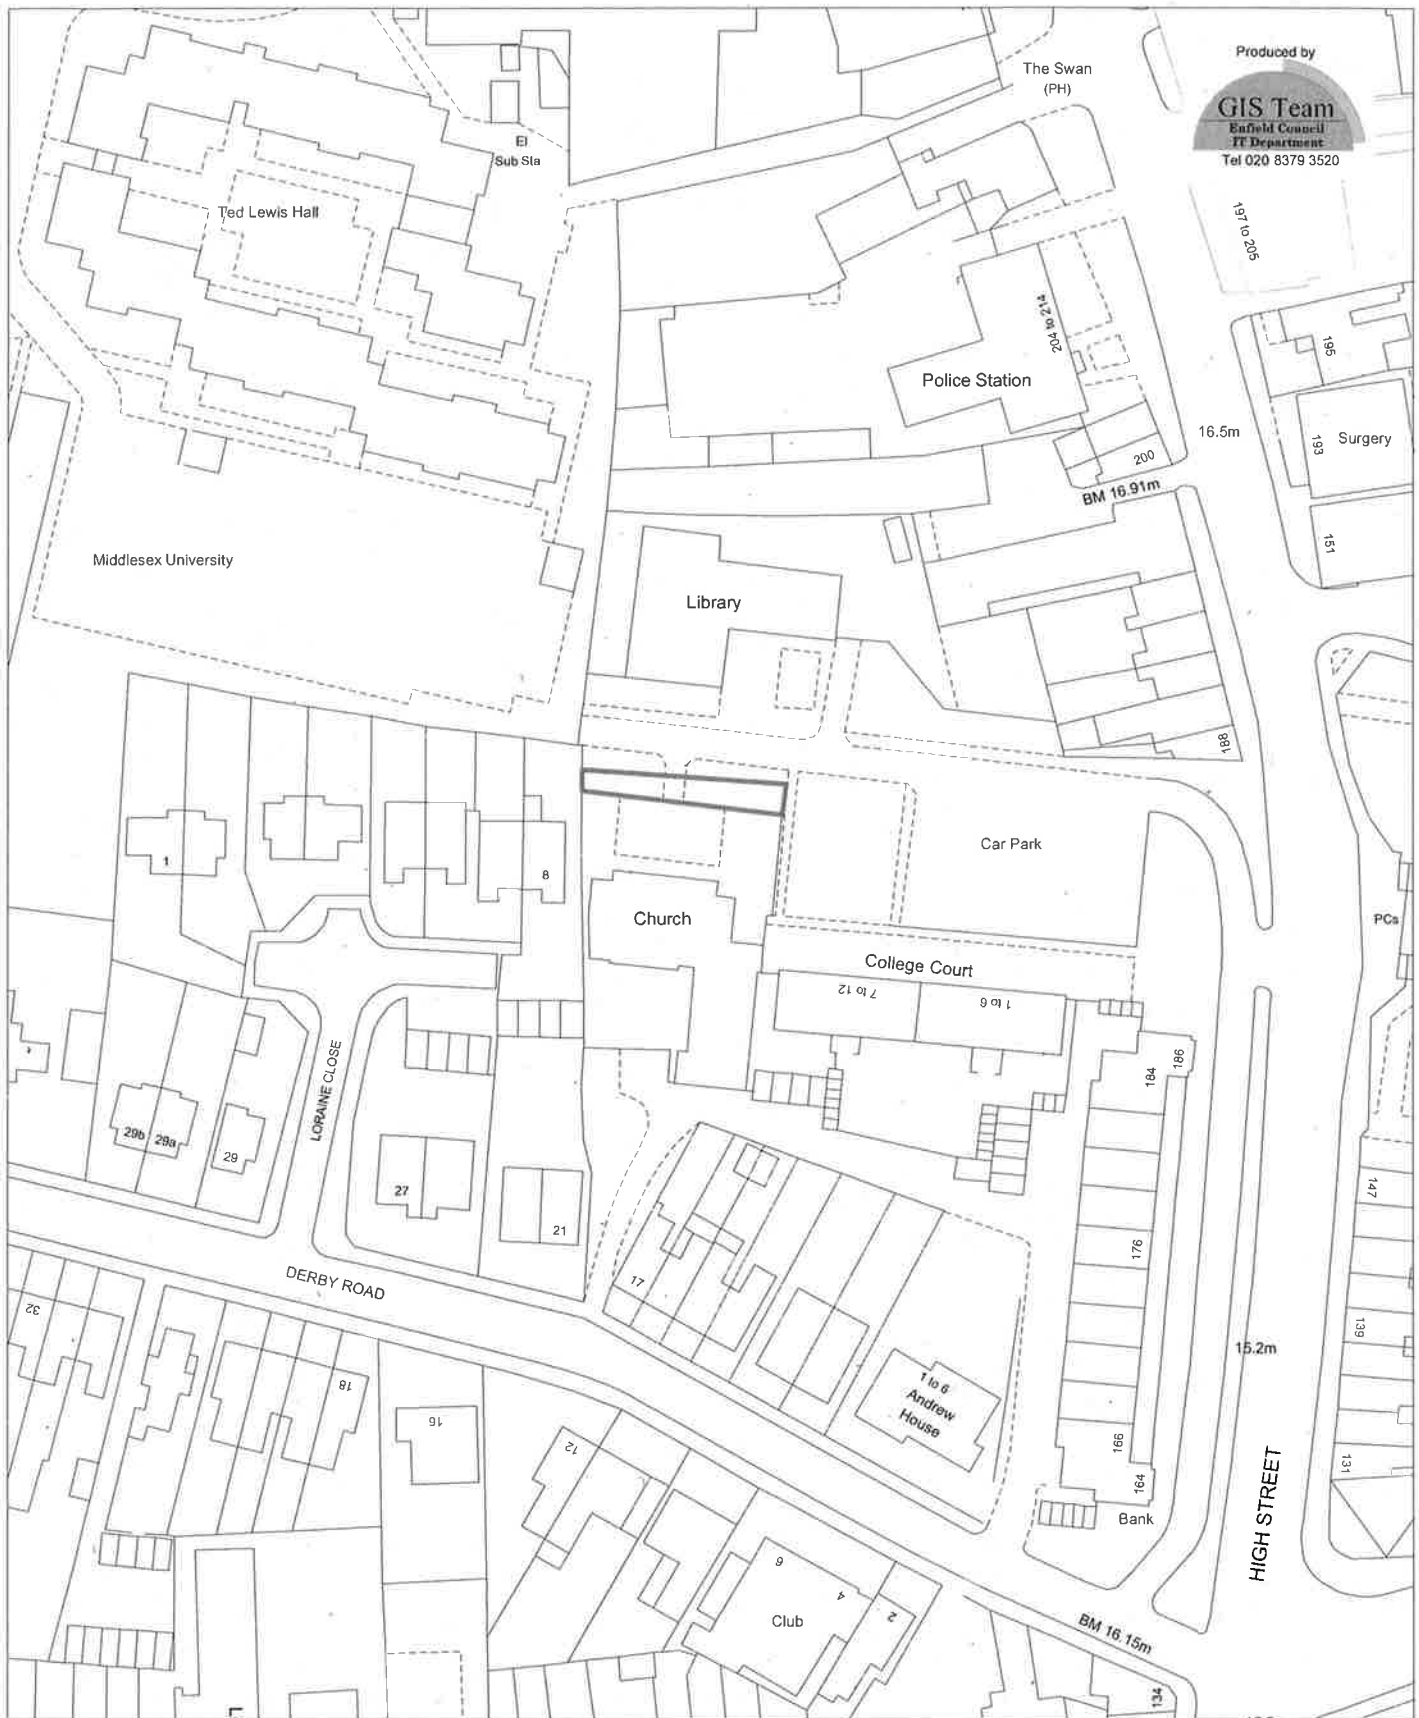 Produced by
GIS Team
Enfield Council
IT Department
Tel 020 8379 3520
The Swan
(PH)
El
Sub Sta
Ted Lewis Hall
197 to 205
204 to 214
195
Police Station
16.5m
193
Surgery
200
BM 16.91m
151
Middlesex University
Library
188
Car Park
1
8
Church
PCs
College Court
7 to 12
1 to 6
LORAINE CLOSE
184
186
29b
29a
29
27
21
147
176
17
DERBY ROAD
32
139
15.2m
18
1 to 6
Andrew
House
16
12
166
164
131
Bank
HIGH STREET
6
4
2
Club
BM 16.15m
134